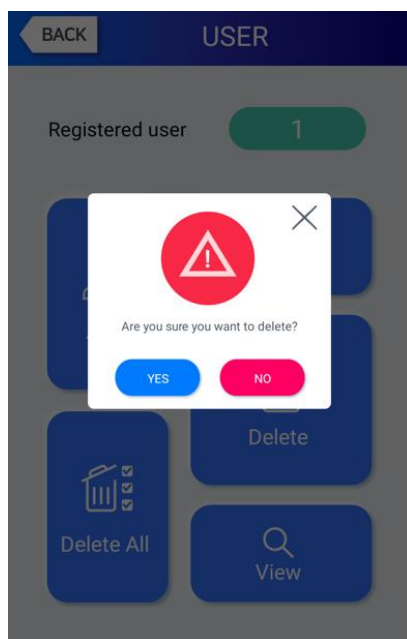 BACK
USER
Registered user 1
Are you sure you want to delete?
YES
NO
Delete
Delete All
View